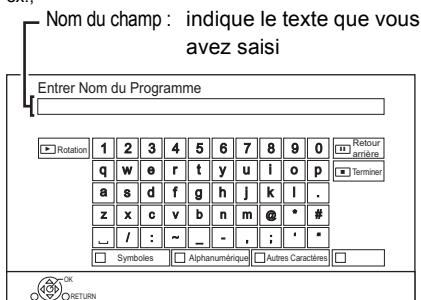 ex.,
Nom du champ : indique le texte que vous
avez saisi
Entrer Nom du Programme
Rotation 1 2 3 4 5 6 7 8 9 0 Retour
arrière
q w e r t y u i o p Terminer
a s d f g h j k l .
z x c v b n m @ * #
⎵ / : ~ _ - , ; ' "
Symboles Alphanumérique Autres Caractères
OK
RETURN